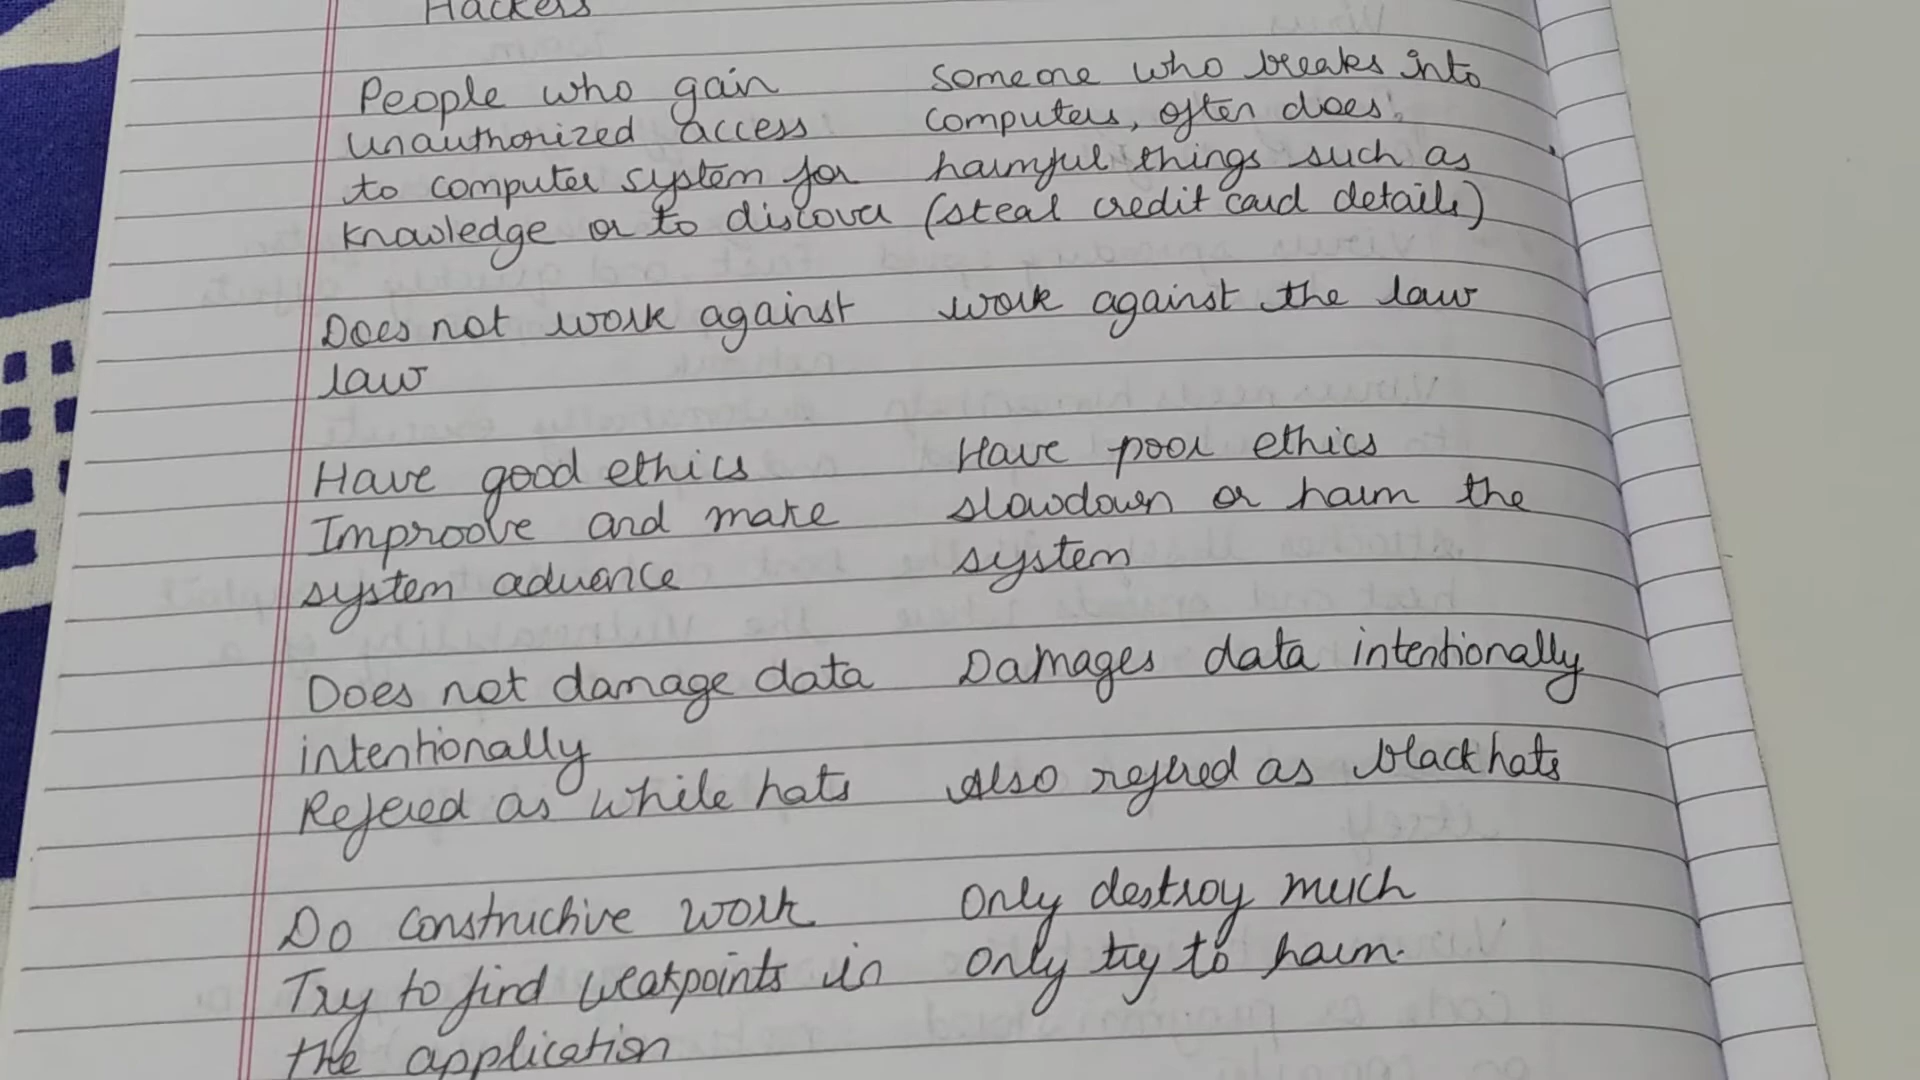 Hackers
People who gain someone who breaks into
unauthorized access computers, often does
to computer system for harmful things such as
knowledge or to discover (steal credit card details)
Does not work against work against the law
law
Have good ethics Have poor ethics
Improove and make slowdown or harm the
system advance system
Does not damage data Damages data intentionally
intentionally
Refered as while hats Also refered as black hats
Do constructive work Only destroy much
Try to find weakpoints in only try to harm.
the application